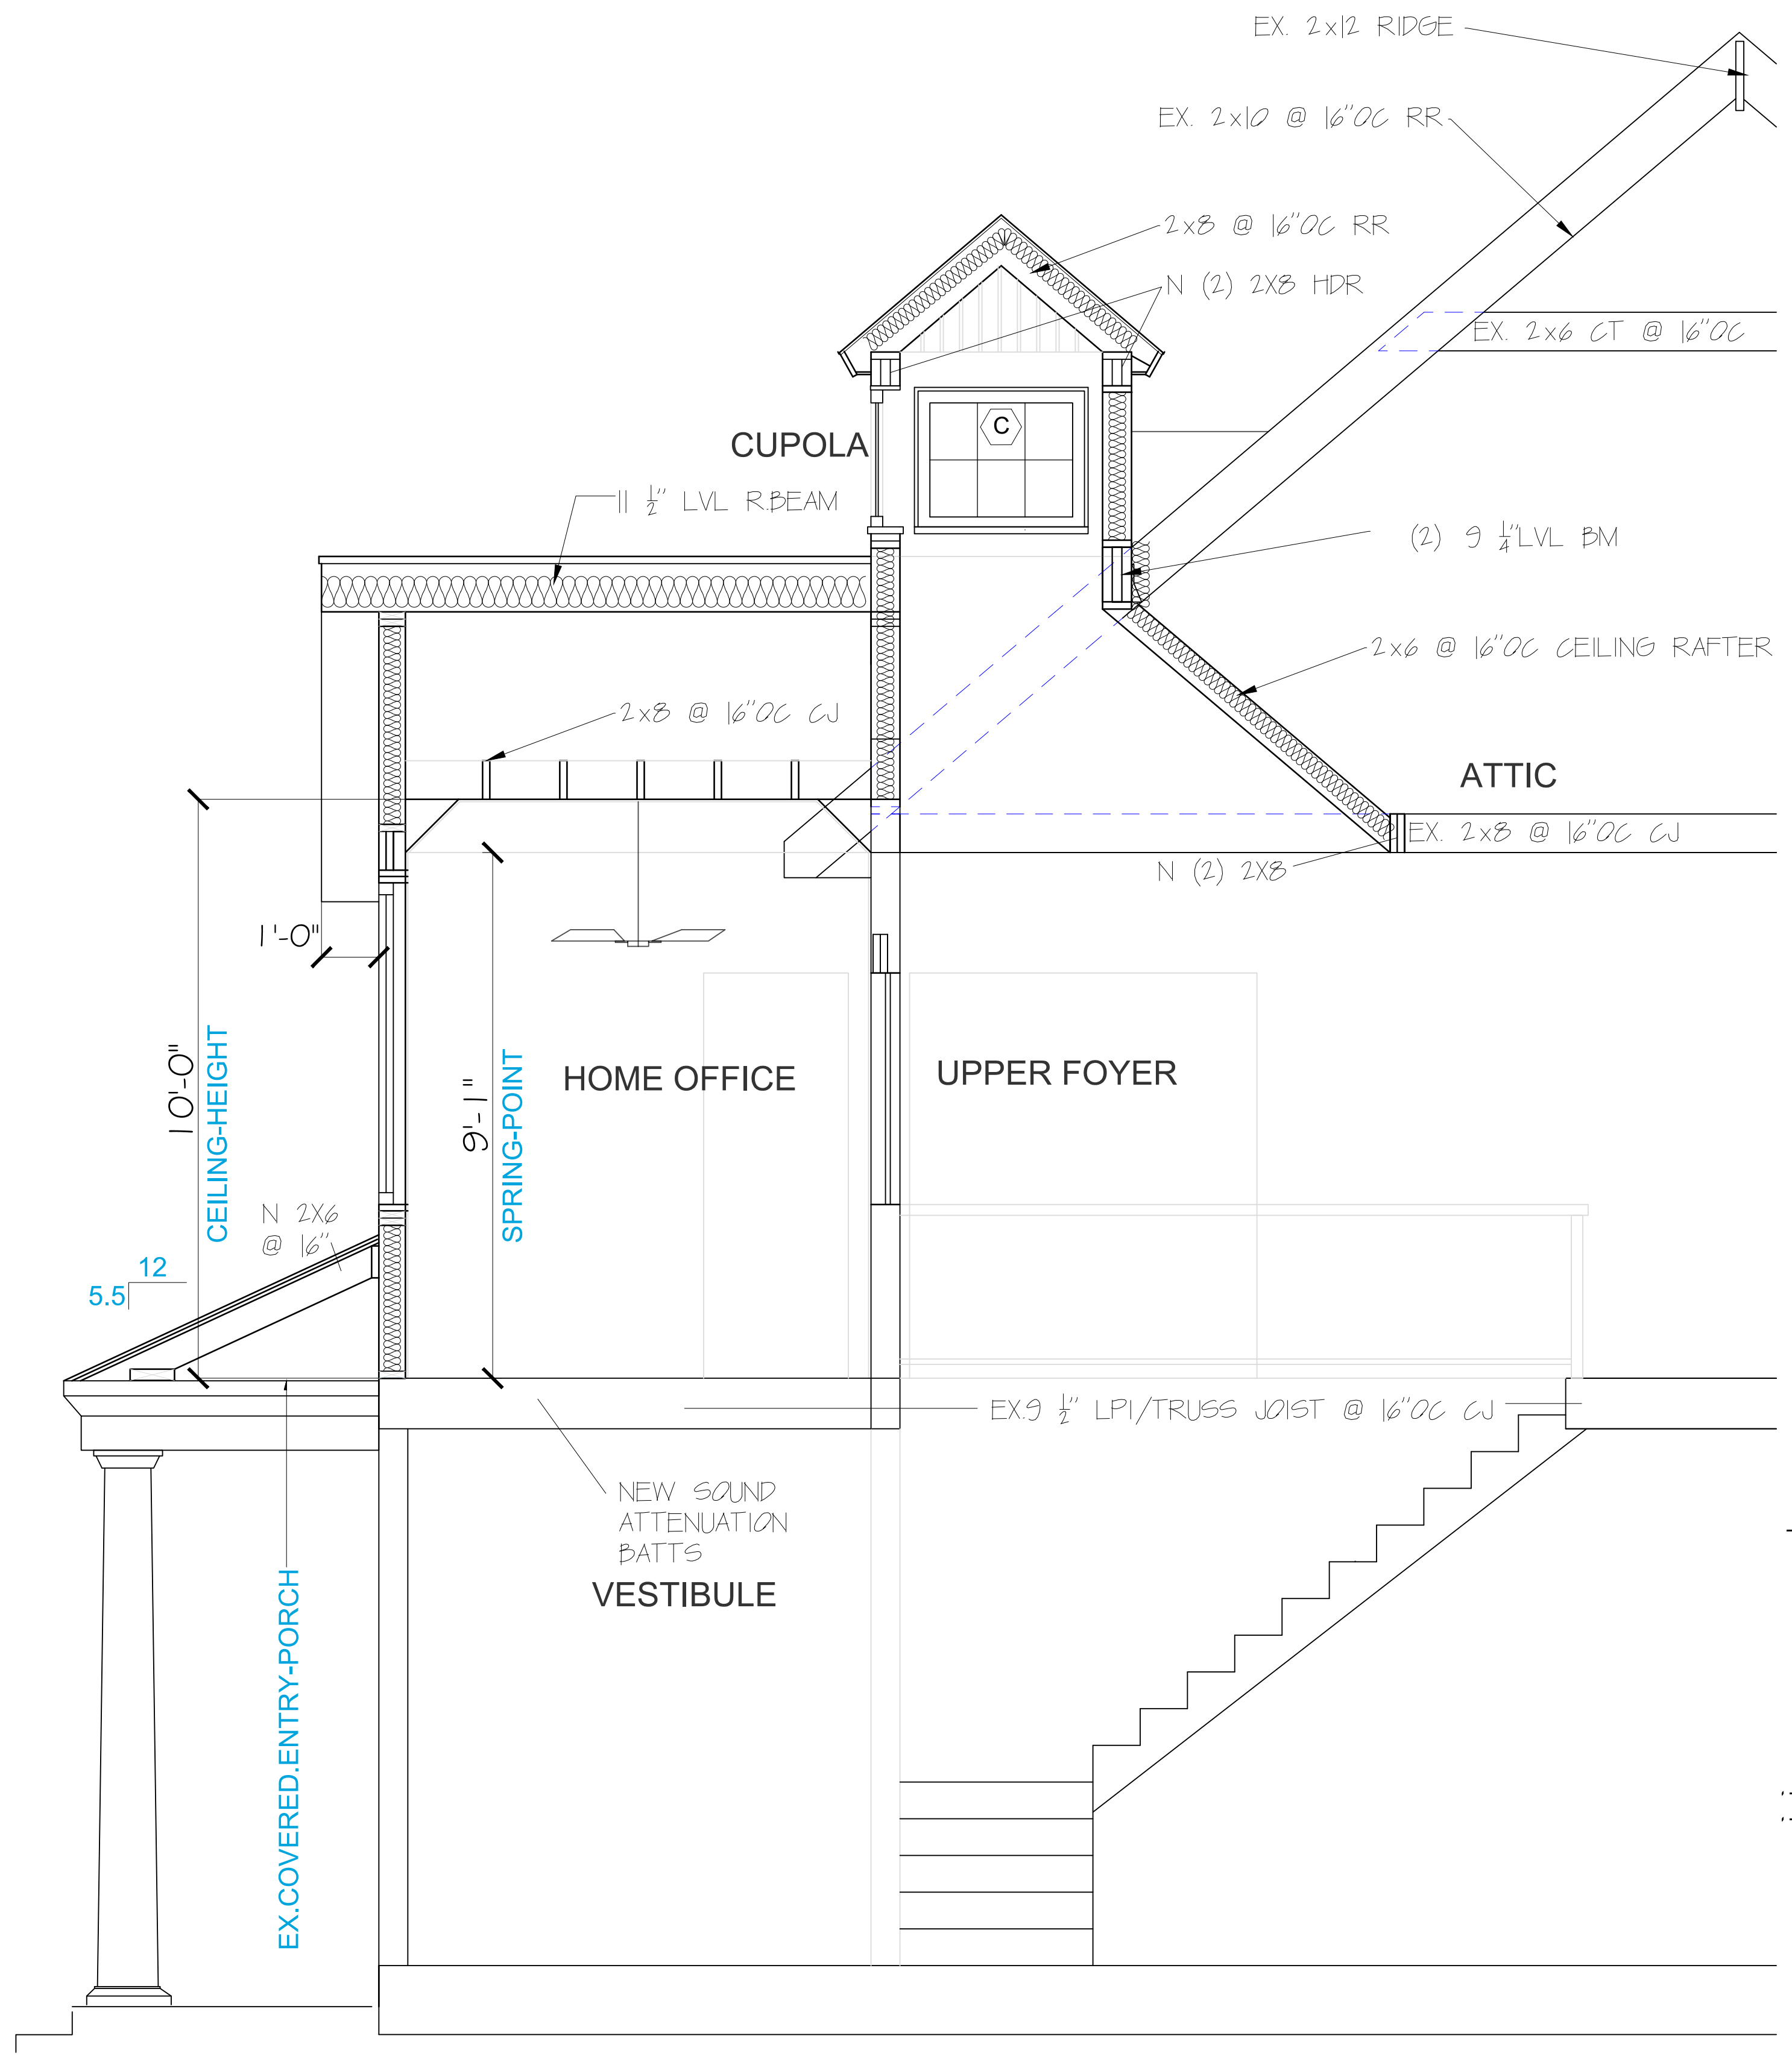 EX. 2x12 RIDGE
EX. 2x10 @ 16"OC RR
2x8 @ 16"OC RR
N (2) 2X8 HDR
EX. 2x6 CT @ 16"OC
C
CUPOLA
11 1/2" LVL R.BEAM
(2) 9 1/4"LVL BM
2x6 @ 16"OC CEILING RAFTER
2x8 @ 16"OC CJ
ATTIC
EX. 2x8 @ 16"OC CJ
N (2) 2X8
1'-0"
10'-0"
CEILING-HEIGHT
9'-1"
SPRING-POINT
HOME OFFICE
UPPER FOYER
N 2X6
@ 16"
12
5.5
EX.9 1/2" LPI/TRUSS JOIST @ 16"OC CJ
NEW SOUND
ATTENUATION
BATTS
VESTIBULE
EX.COVERED.ENTRY-PORCH